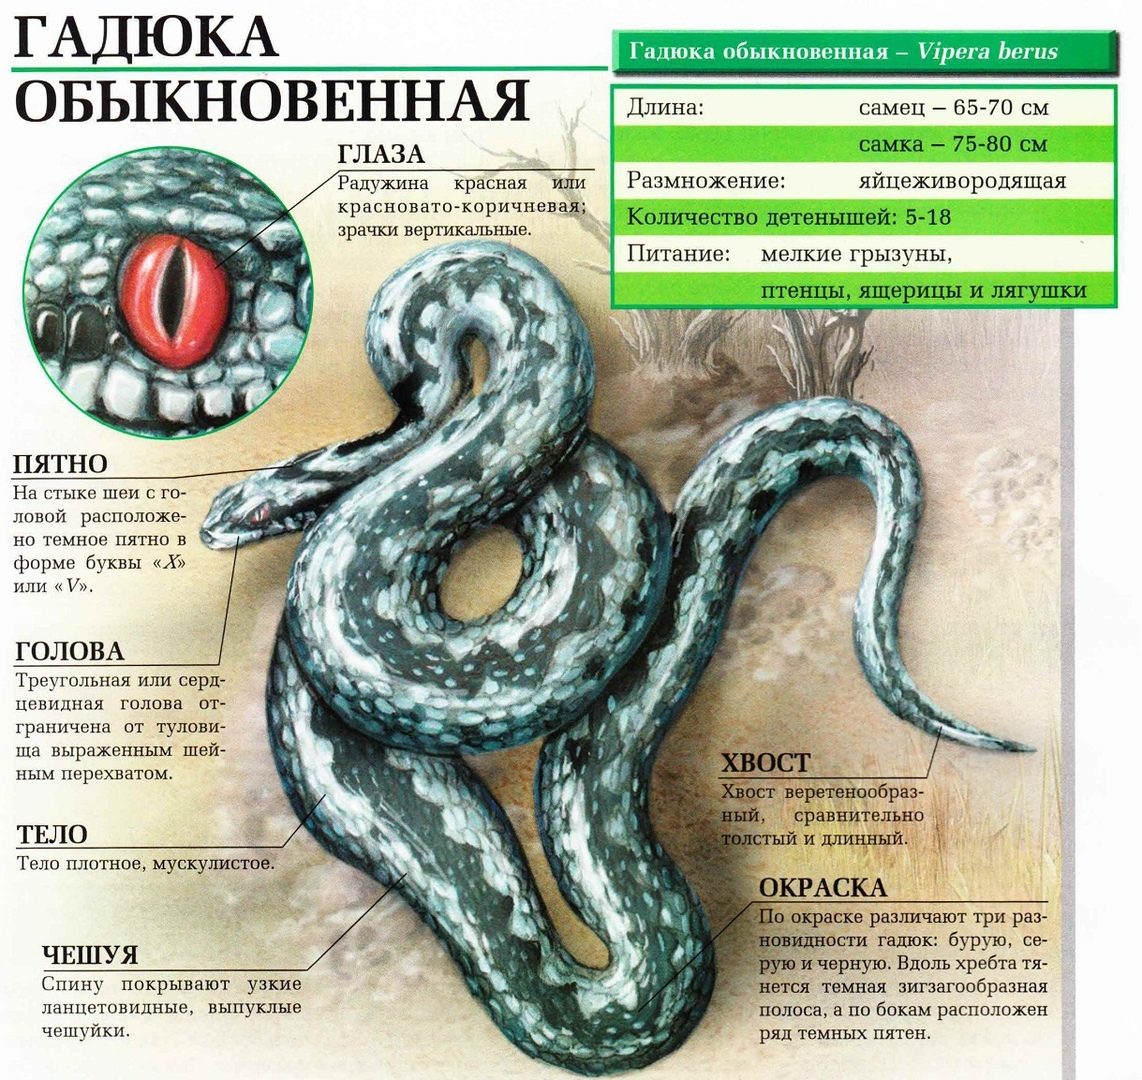 ГАДЮКА
ОБЫКНОВЕННАЯ
Гадюка обыкновенная – Vipera berus
Длина: самец – 65-70 см
самка – 75-80 см
Размножение: яйцеживородящая
Количество детенышей: 5-18
Питание: мелкие грызуны,
птенцы, ящерицы и лягушки
ГЛАЗА
Радужина красная или
красновато-коричневая;
зрачки вертикальные.
ПЯТНО
На стыке шеи с го-
ловой расположе-
но темное пятно в
форме буквы «X»
или «V».
ГОЛОВА
Треугольная или серд-
цевидная голова от-
граничена от тулови-
ща выраженным шей-
ным перехватом.
ТЕЛО
Тело плотное, мускулистое.
ЧЕШУЯ
Спину покрывают узкие
ланцетовидные, выпуклые
чешуйки.
ХВОСТ
Хвост веретенообраз-
ный, сравнительно
толстый и длинный.
ОКРАСКА
По окраске различают три раз-
новидности гадюк: бурую, се-
рую и черную. Вдоль хребта тя-
нется темная зигзагообразная
полоса, а по бокам расположен
ряд темных пятен.